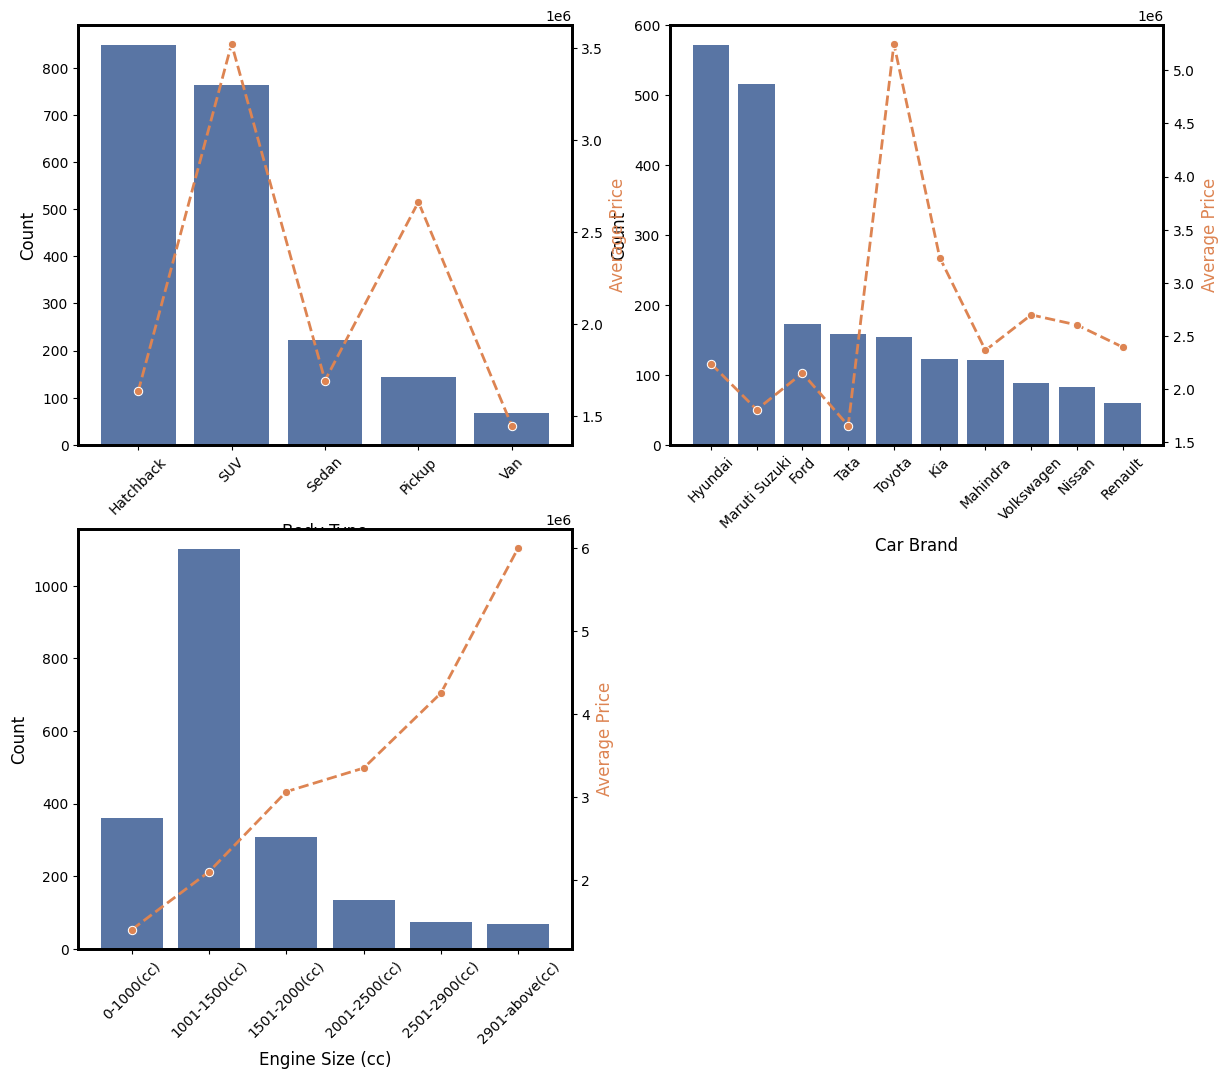 1e6
800
700
600
500
400
300
200
100
0
Count
3.5
3.0
2.5
2.0
1.5
Average Price
Hatchback
SUV
Sedan
Pickup
Van
Body Type
1e6
600
500
400
300
200
100
0
Count
5.0
4.5
4.0
3.5
3.0
2.5
2.0
1.5
Average Price
Hyundai
Maruti Suzuki
Ford
Tata
Toyota
Kia
Mahindra
Volkswagen
Nissan
Renault
Car Brand
1e6
1000
800
600
400
200
0
Count
6
5
4
3
2
Average Price
0-1000(cc)
1001-1500(cc)
1501-2000(cc)
2001-2500(cc)
2501-2900(cc)
2901-above(cc)
Engine Size (cc)